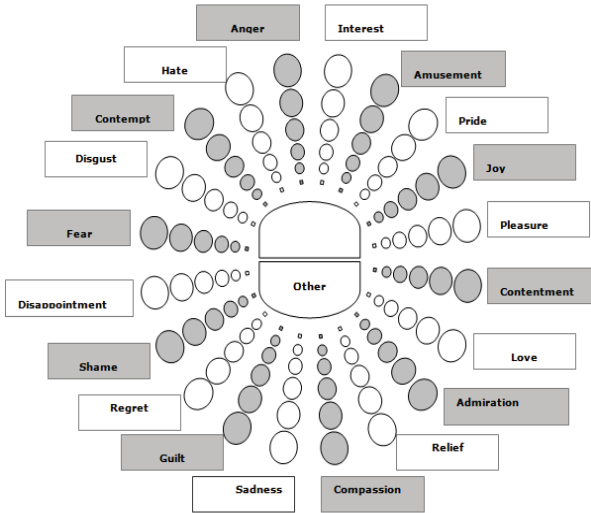 Anger
Interest
Hate
Amusement
Contempt
Pride
Disgust
Joy
Fear
Pleasure
Other
Disappointment
Contentment
Shame
Love
Regret
Admiration
Guilt
Relief
Sadness
Compassion